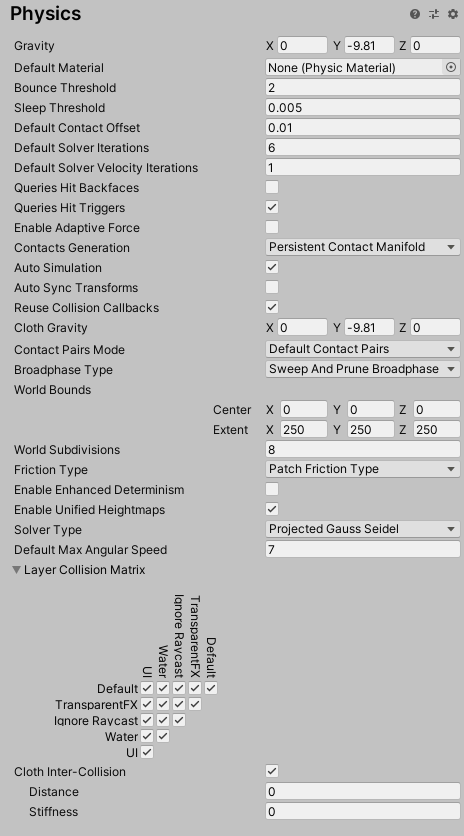 Physics
Gravity X 0 Y -9.81 Z 0
Default Material None (Physic Material)
Bounce Threshold 2
Sleep Threshold 0.005
Default Contact Offset 0.01
Default Solver Iterations 6
Default Solver Velocity Iterations 1
Queries Hit Backfaces
Queries Hit Triggers
Enable Adaptive Force
Contacts Generation Persistent Contact Manifold
Auto Simulation
Auto Sync Transforms
Reuse Collision Callbacks
Cloth Gravity X 0 Y -9.81 Z 0
Contact Pairs Mode Default Contact Pairs
Broadphase Type Sweep And Prune Broadphase
World Bounds
Center X 0 Y 0 Z 0
Extent X 250 Y 250 Z 250
World Subdivisions 8
Friction Type Patch Friction Type
Enable Enhanced Determinism
Enable Unified Heightmaps
Solver Type Projected Gauss Seidel
Default Max Angular Speed 7
Layer Collision Matrix
UI
Water
Ignore Raycast
TransparentFX
Default
Default
TransparentFX
Ignore Raycast
Water
UI
Cloth Inter-Collision
Distance 0
Stiffness 0